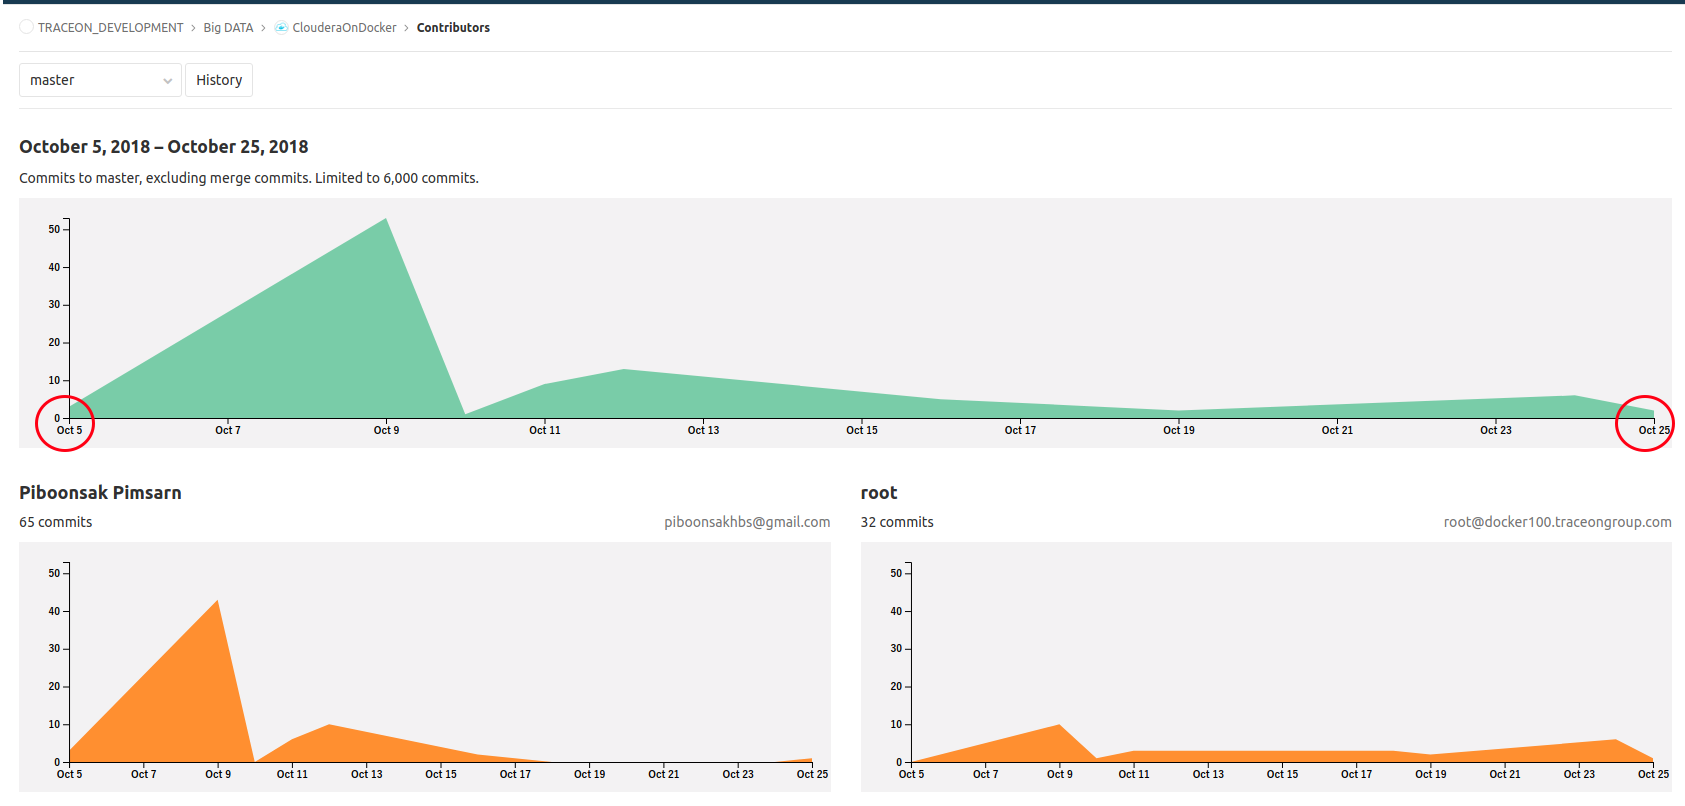 TRACEON_DEVELOPMENT > Big DATA > ClouderaOnDocker > Contributors
master History
October 5, 2018 – October 25, 2018
Commits to master, excluding merge commits. Limited to 6,000 commits.
50
40
30
20
10
0
Oct 5 Oct 7 Oct 9 Oct 11 Oct 13 Oct 15 Oct 17 Oct 19 Oct 21 Oct 23 Oct 25
Piboonsak Pimsarn
65 commits piboonsakhbs@gmail.com
50
40
30
20
10
0
Oct 5 Oct 7 Oct 9 Oct 11 Oct 13 Oct 15 Oct 17 Oct 19 Oct 21 Oct 23 Oct 25
root
32 commits root@docker100.traceongroup.com
50
40
30
20
10
0
Oct 5 Oct 7 Oct 9 Oct 11 Oct 13 Oct 15 Oct 17 Oct 19 Oct 21 Oct 23 Oct 25